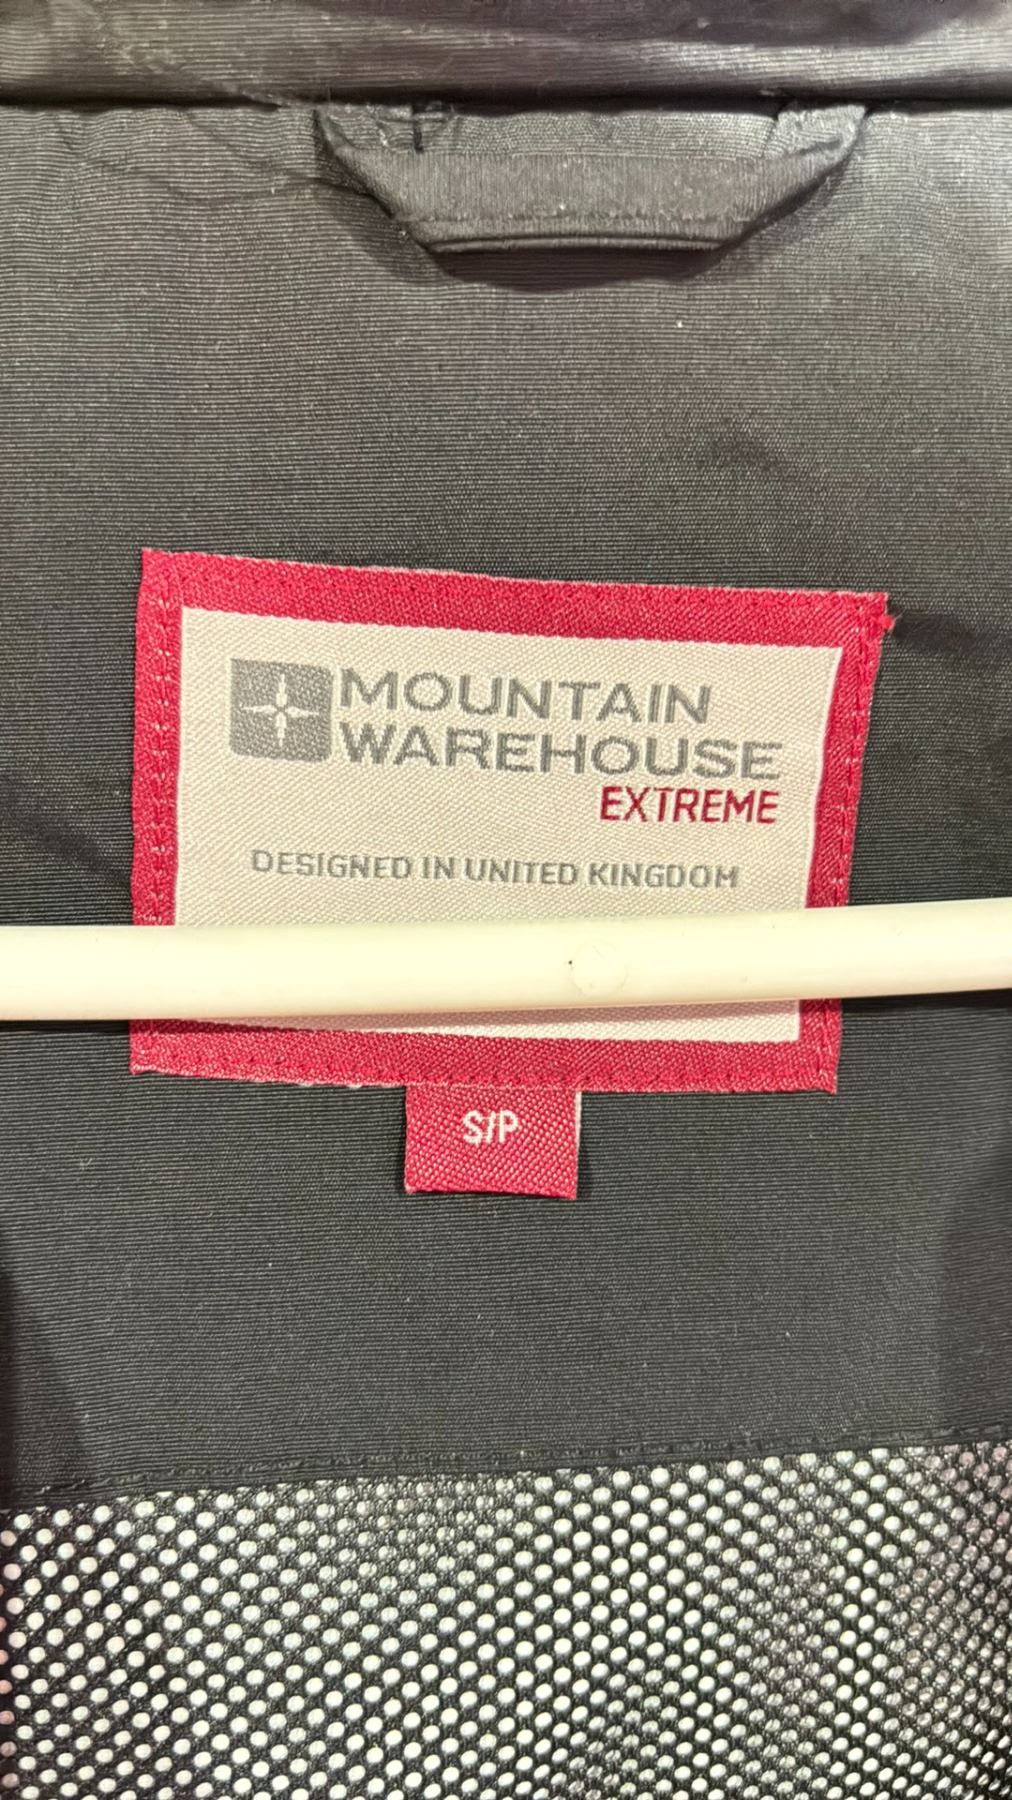 MOUNTAIN
WAREHOUSE
EXTREME
DESIGNED IN UNITED KINGDOM
S/P